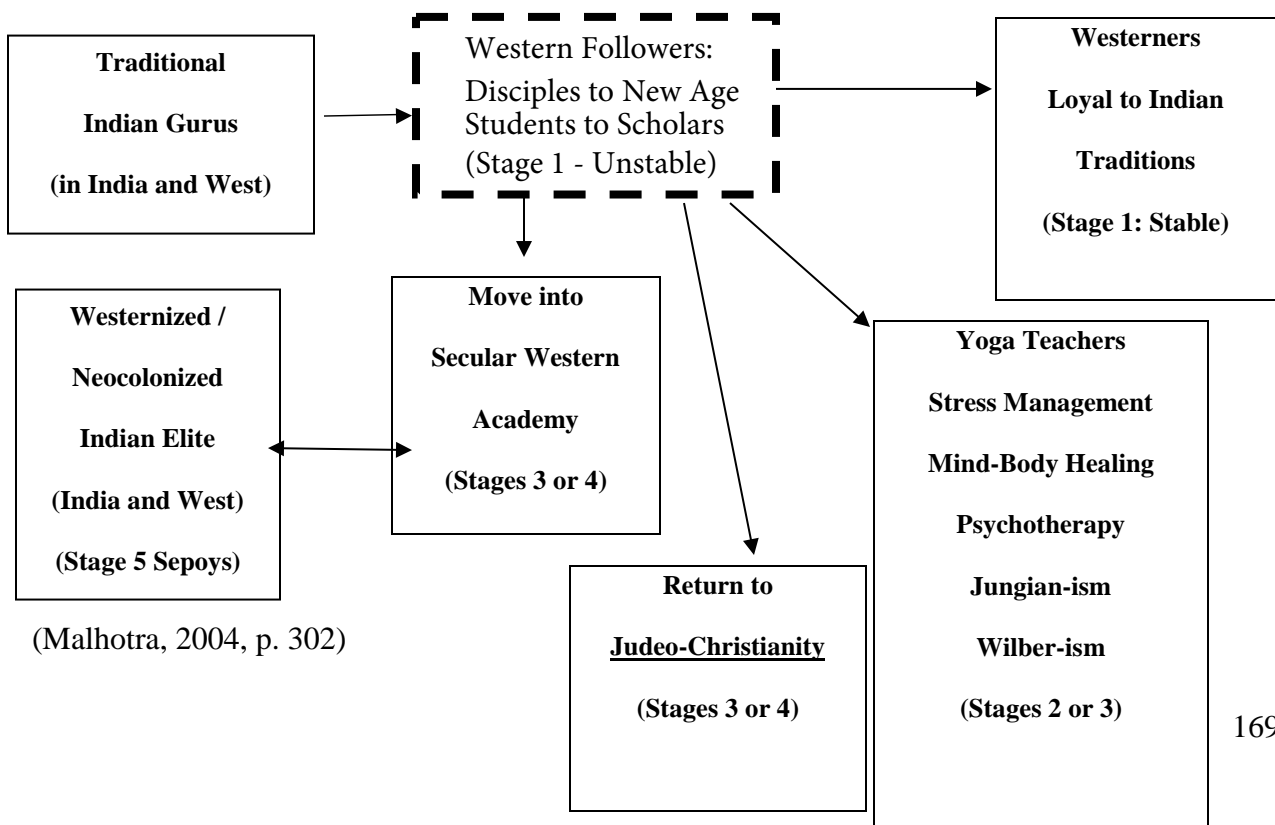 Traditional
Indian Gurus
(in India and West)
Western Followers:
Disciples to New Age
Students to Scholars
(Stage 1 - Unstable)
Westerners
Loyal to Indian
Traditions
(Stage 1: Stable)
Westernized /
Neocolonized
Indian Elite
(India and West)
(Stage 5 Sepoys)
Move into
Secular Western
Academy
(Stages 3 or 4)
Return to
Judeo-Christianity
(Stages 3 or 4)
Yoga Teachers
Stress Management
Mind-Body Healing
Psychotherapy
Jungian-ism
Wilber-ism
(Stages 2 or 3)
(Malhotra, 2004, p. 302)
169